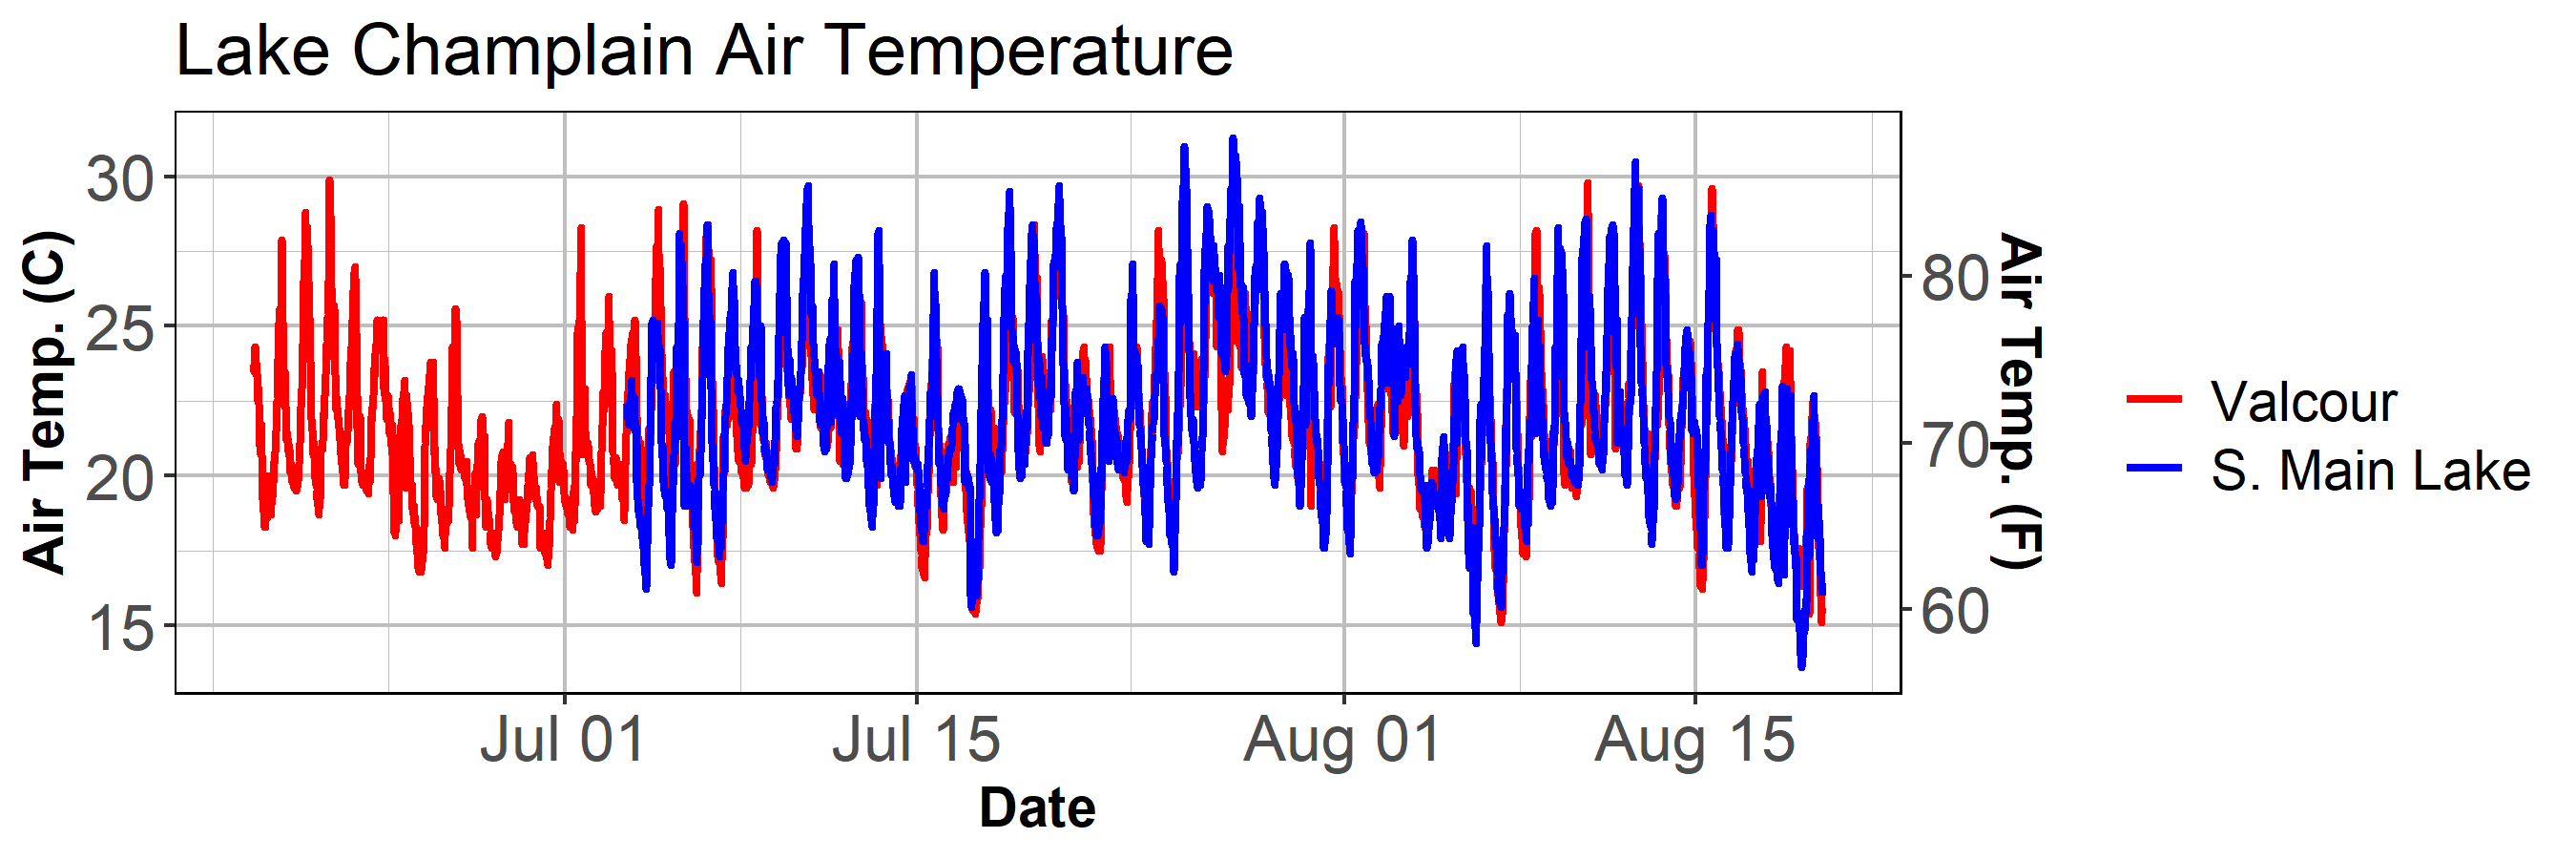 Lake Champlain Air Temperature
Air Temp. (C)
30
25
20
15
80
70
60
Air Temp. (F)
Jul 01
Jul 15
Aug 01
Aug 15
Date
Valcour
S. Main Lake